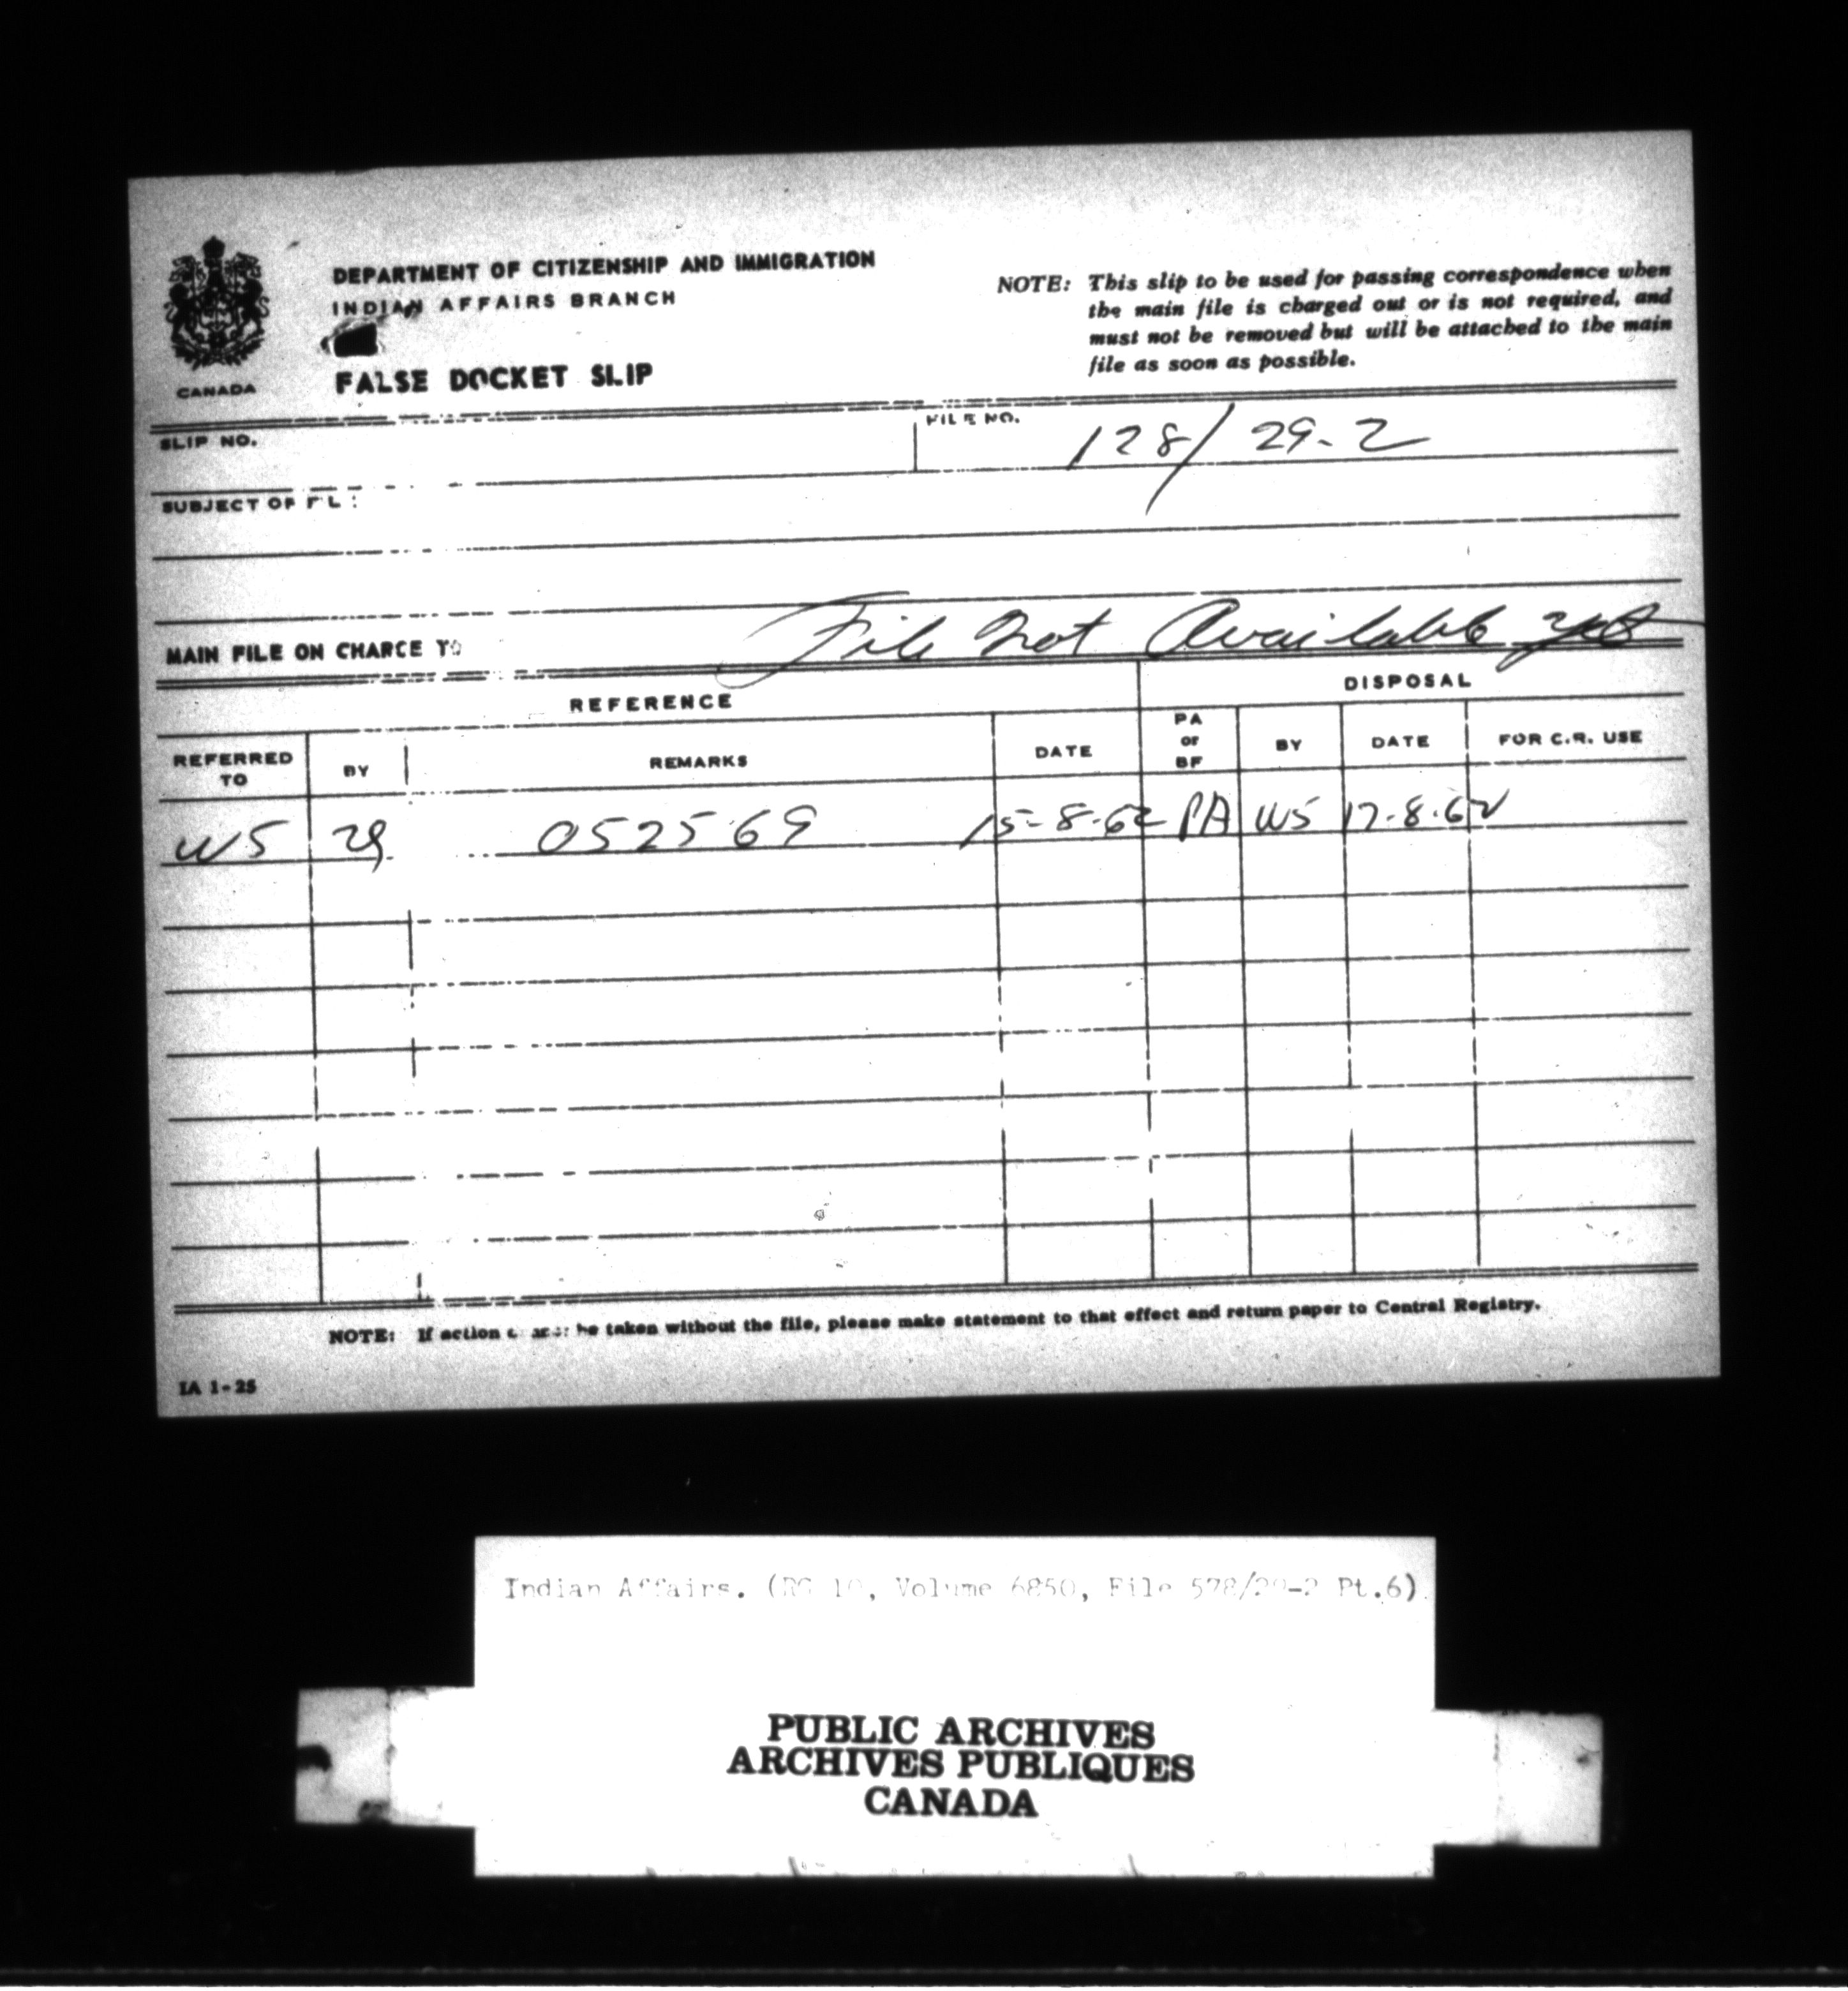 CANADA
DEPARTMENT OF CITIZENSHIP AND IMMIGRATION
INDIAN AFFAIRS BRANCH
FALSE DOCKET SLIP
NOTE: This slip to be used for passing correspondence when
the main file is charged out or is not required, and
must not be removed but will be attached to the main
file as soon as possible.
SLIP NO.
FILE NO. 128/29-2
SUBJECT OF
MAIN FILE ON CHARGE TO File not Available yet
REFERENCE DISPOSAL
REFERRED TO BY REMARKS DATE PA or BF BY DATE FOR C.R. USE
WS 052569 15-8-62 PA WS 17-8-62
NOTE: If action be taken without the file, please make statement to that effect and return paper to Central Registry.
IA 1-25
Indian Affairs. (RG 10, Volume 6850, File 578/29-2 Pt.6)
PUBLIC ARCHIVES
ARCHIVES PUBLIQUES
CANADA